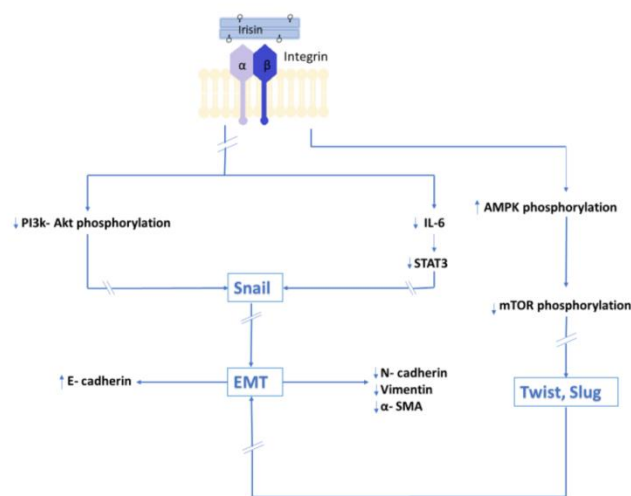 Irisin
α β
Integrin
↓ PI3k- Akt phosphorylation
↓ IL-6
↑ AMPK phosphorylation
↓ STAT3
Snail
↓ mTOR phosphorylation
↑ E- cadherin
EMT
↓ N- cadherin
↓ Vimentin
↓ α- SMA
Twist, Slug